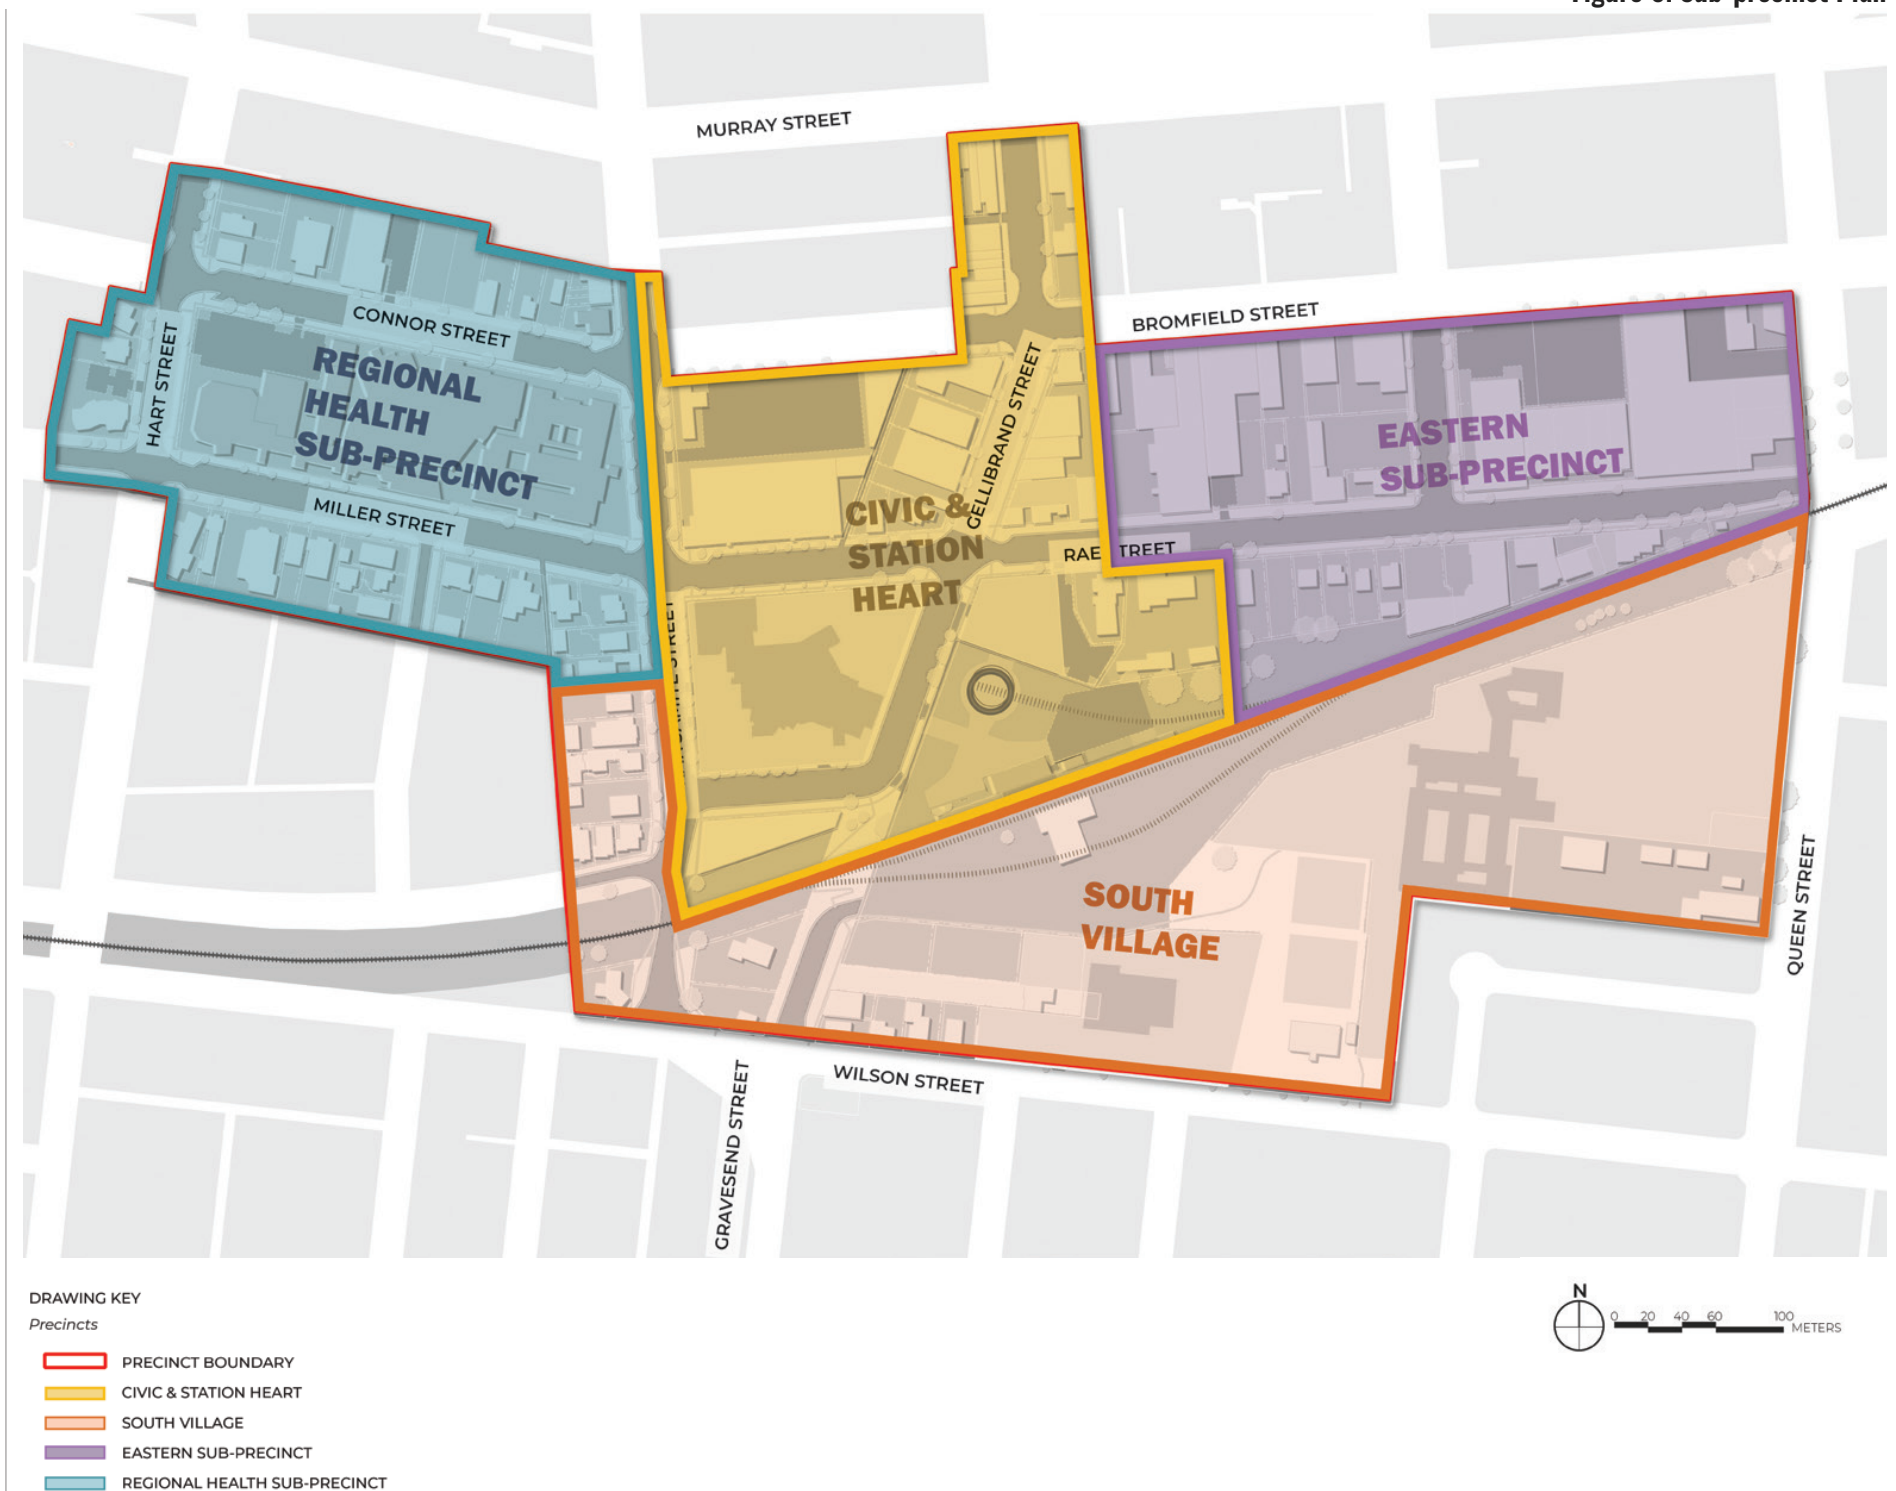 MURRAY STREET
BROMFIELD STREET
CONNOR STREET
HART STREET
REGIONAL
HEALTH
SUB-PRECINCT
MILLER STREET
GELLIBRAND STREET
CIVIC &
STATION
HEART
EASTERN
SUB-PRECINCT
STREET
SOUTH
VILLAGE
QUEEN STREET
WILSON STREET
GRAVESEND STREET
DRAWING KEY
Precincts
PRECINCT BOUNDARY
CIVIC & STATION HEART
SOUTH VILLAGE
EASTERN SUB-PRECINCT
REGIONAL HEALTH SUB-PRECINCT
N
0 20 40 60 100
METERS